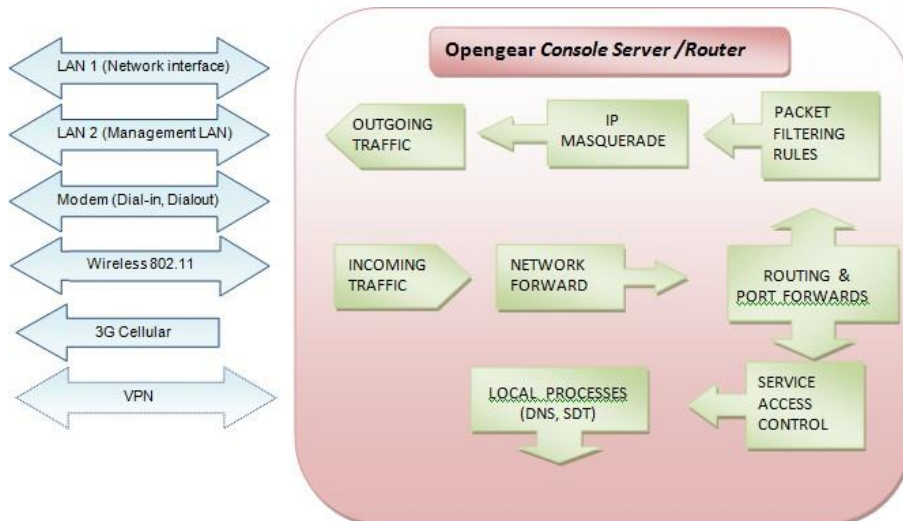 Opengear Console Server /Router
LAN 1 (Network interface)
LAN 2 (Management LAN)
Modem (Dial-in, Dialout)
Wireless 802.11
3G Cellular
VPN
OUTGOING
TRAFFIC
IP
MASQUERADE
PACKET
FILTERING
RULES
INCOMING
TRAFFIC
NETWORK
FORWARD
ROUTING &
PORT FORWARDS
LOCAL PROCESSES
(DNS, SDT)
SERVICE
ACCESS
CONTROL